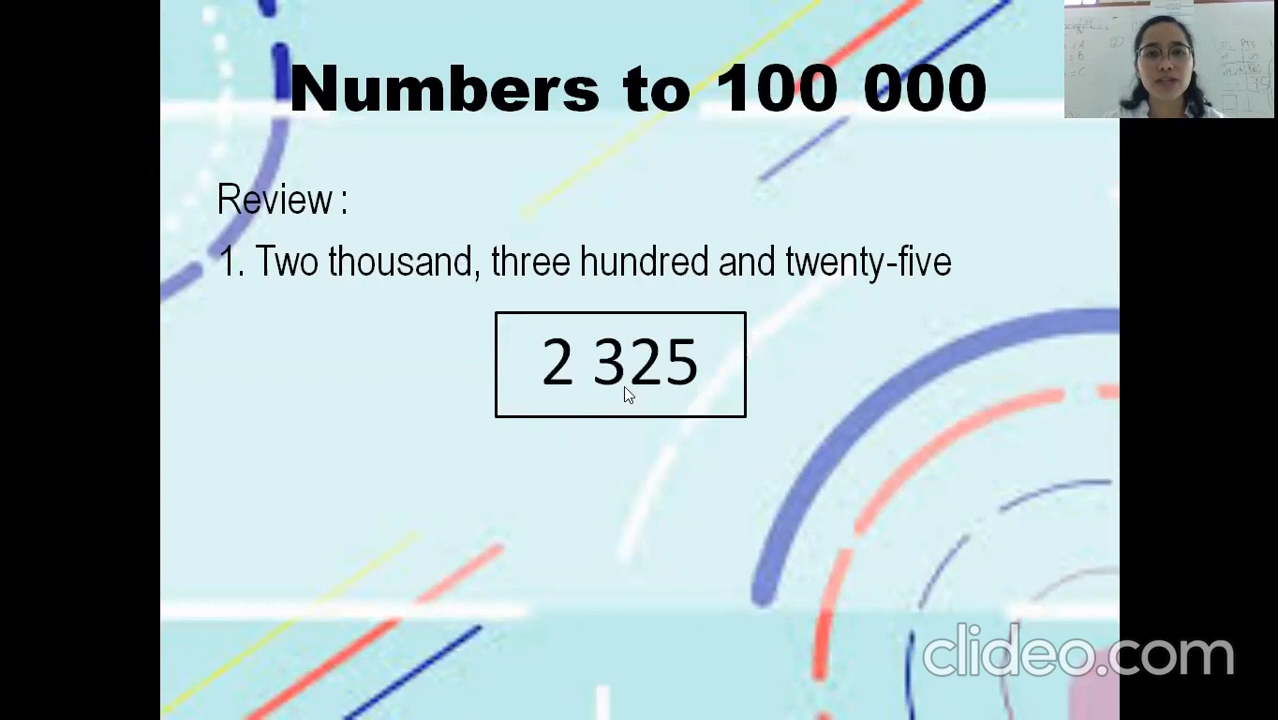 Numbers to 100 000
Review :
1. Two thousand, three hundred and twenty-five
2 325
clideo.com